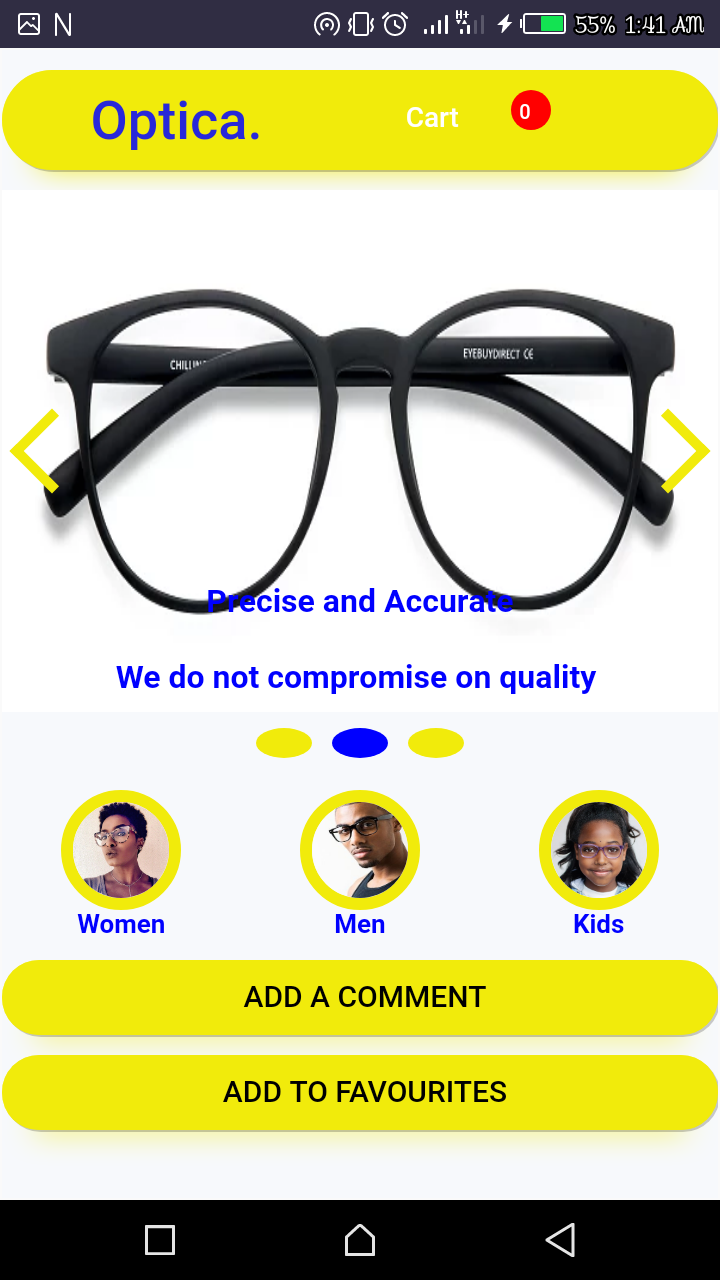 N 55% 1:41 AM
Optica. Cart 0
EYEBUYDIRECT CE
Precise and Accurate
We do not compromise on quality
Women Men Kids
ADD A COMMENT
ADD TO FAVOURITES